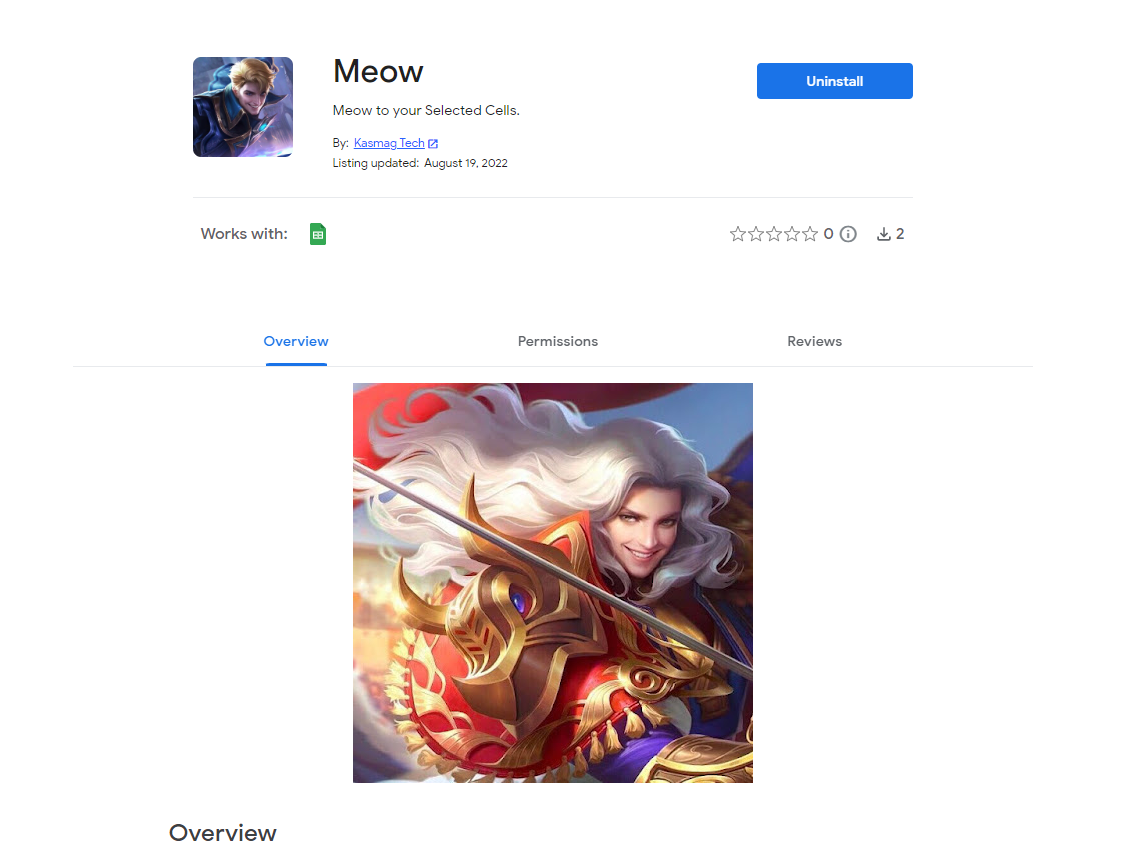 Meow
Uninstall
Meow to your Selected Cells.
By: Kasmag Tech
Listing updated: August 19, 2022
Works with:
0
2
Overview
Permissions
Reviews
Overview